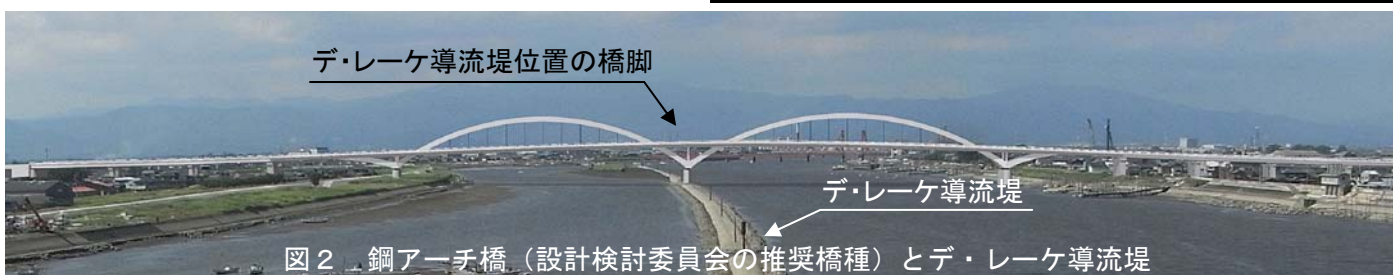 デ・レーケ導流堤位置の橋脚
デ・レーケ導流堤
図２　鋼アーチ橋（設計検討委員会の推奨橋種）とデ・レーケ導流堤